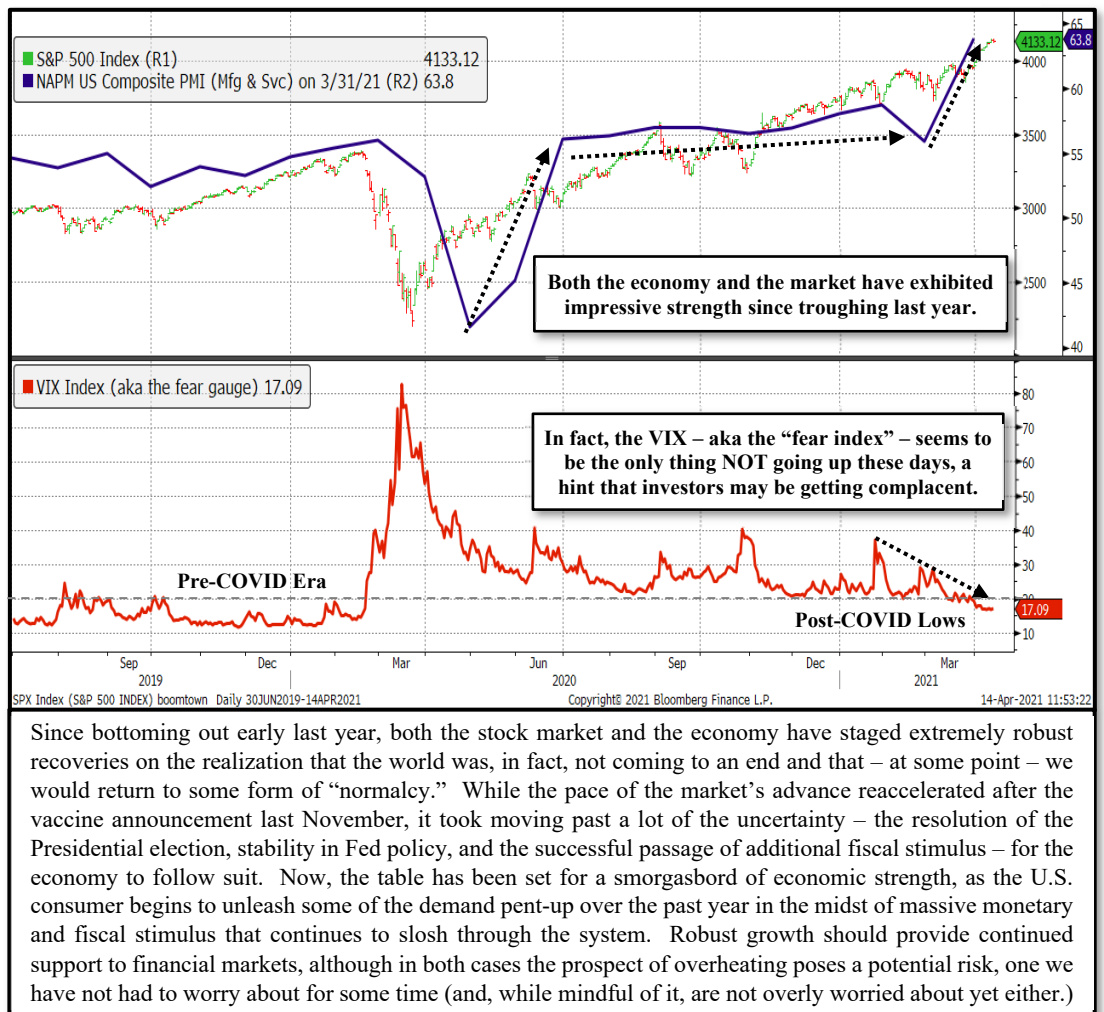 S&P 500 Index (R1) 4133.12
NAPM US Composite PMI (Mfg & Svc) on 3/31/21 (R2) 63.8
65
4133.12 63.8
4000
60
3500
55
3000
50
2500
45
40
Both the economy and the market have exhibited
impressive strength since troughing last year.
VIX Index (aka the fear gauge) 17.09
80
70
60
50
40
30
20
17.09
10
In fact, the VIX – aka the “fear index” – seems to
be the only thing NOT going up these days, a
hint that investors may be getting complacent.
Pre-COVID Era
Post-COVID Lows
Sep Dec Mar Jun Sep Dec Mar
2019 2020 2021
SPX Index (S&P 500 INDEX) boomtown Daily 30JUN2019-14APR2021 Copyright© 2021 Bloomberg Finance L.P. 14-Apr-2021 11:53:22
Since bottoming out early last year, both the stock market and the economy have staged extremely robust
recoveries on the realization that the world was, in fact, not coming to an end and that – at some point – we
would return to some form of “normalcy.” While the pace of the market’s advance reaccelerated after the
vaccine announcement last November, it took moving past a lot of the uncertainty – the resolution of the
Presidential election, stability in Fed policy, and the successful passage of additional fiscal stimulus – for the
economy to follow suit. Now, the table has been set for a smorgasbord of economic strength, as the U.S.
consumer begins to unleash some of the demand pent-up over the past year in the midst of massive monetary
and fiscal stimulus that continues to slosh through the system. Robust growth should provide continued
support to financial markets, although in both cases the prospect of overheating poses a potential risk, one we
have not had to worry about for some time (and, while mindful of it, are not overly worried about yet either.)